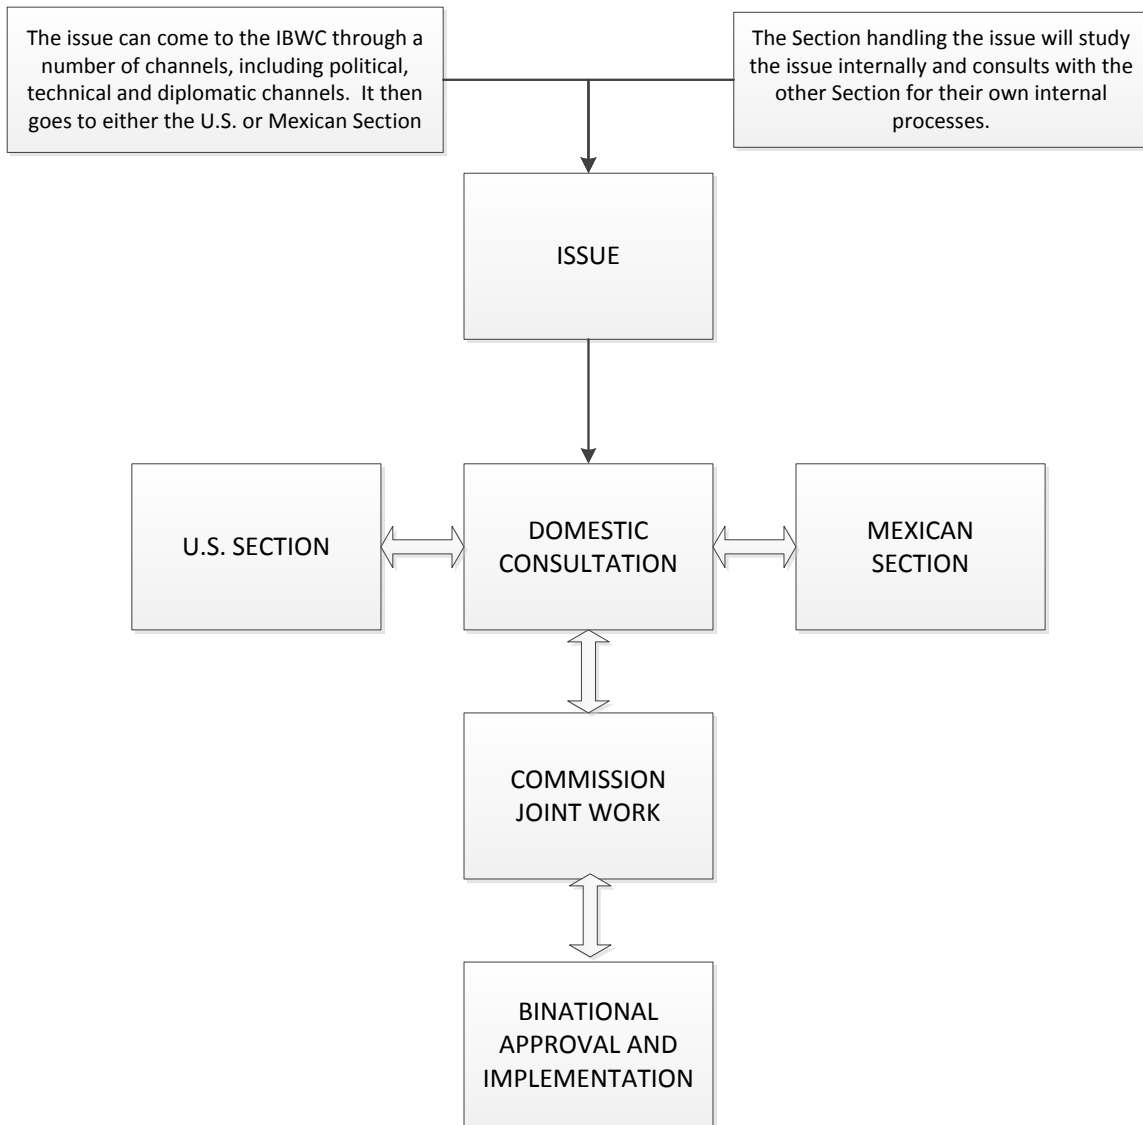 The issue can come to the IBWC through a
number of channels, including political,
technical and diplomatic channels.  It then
goes to either the U.S. or Mexican Section
The Section handling the issue will study
the issue internally and consults with the
other Section for their own internal
processes.
ISSUE
U.S. SECTION
DOMESTIC
CONSULTATION
MEXICAN
SECTION
COMMISSION
JOINT WORK
BINATIONAL
APPROVAL AND
IMPLEMENTATION